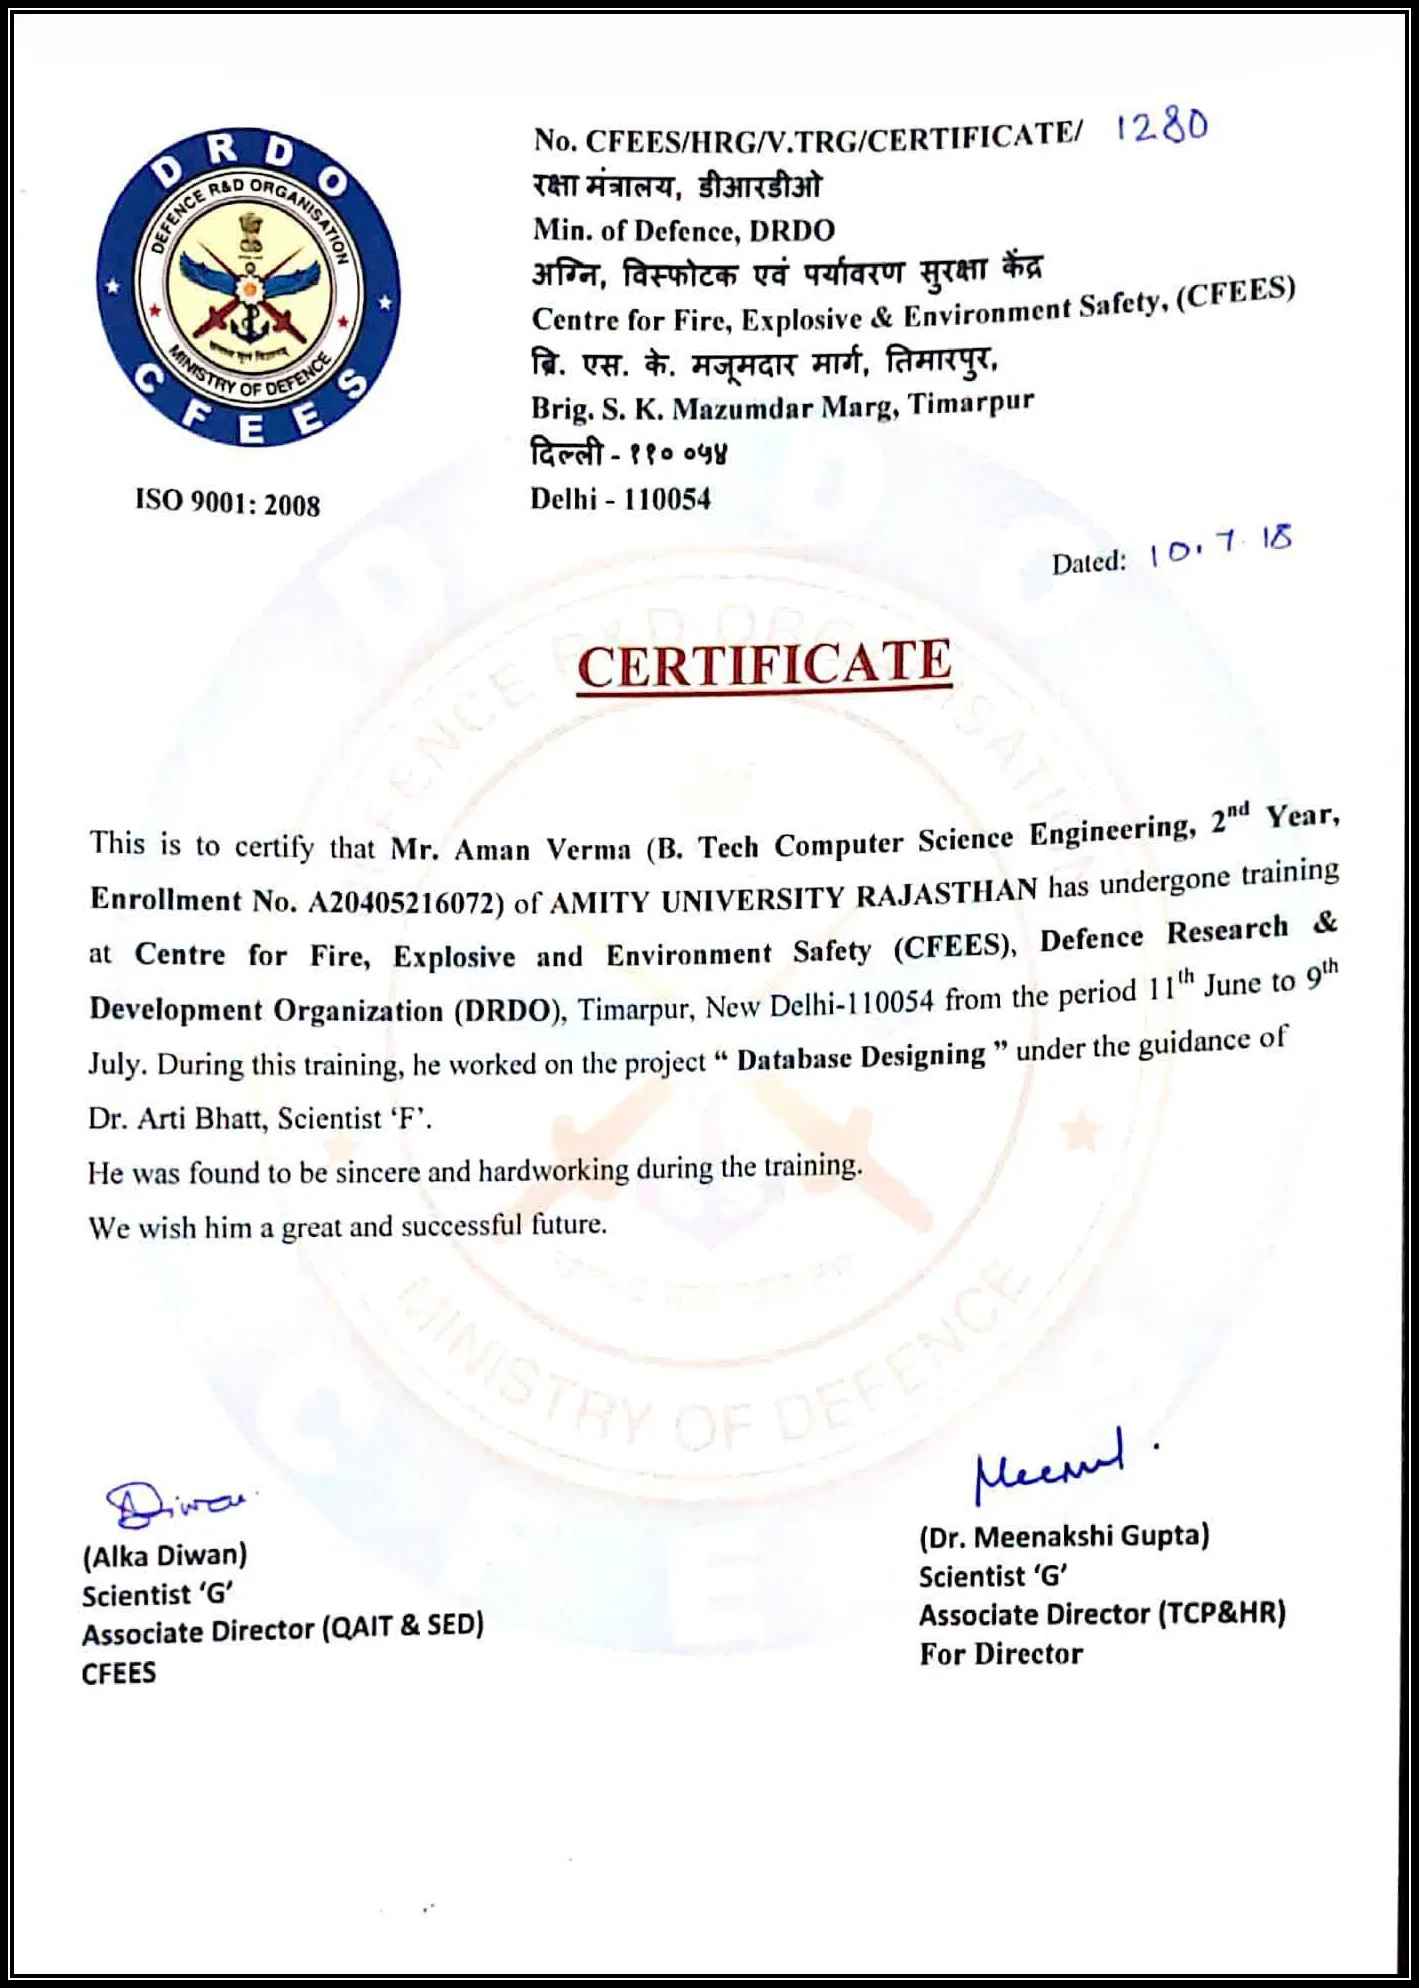 DRDO
DEFENCE R&D ORGANISATION
MINISTRY OF DEFENCE
CFEES
ISO 9001: 2008
No. CFEES/HRG/V.TRG/CERTIFICATE/ 1280
रक्षा मंत्रालय, डीआरडीओ
Min. of Defence, DRDO
अग्नि, विस्फोटक एवं पर्यावरण सुरक्षा केंद्र
Centre for Fire, Explosive & Environment Safety, (CFEES)
ब्रि. एस. के. मजूमदार मार्ग, तिमारपुर,
Brig. S. K. Mazumdar Marg, Timarpur
दिल्ली - ११० ०५४
Delhi - 110054
Dated: 10.7.18
CERTIFICATE
This is to certify that Mr. Aman Verma (B. Tech Computer Science Engineering, 2nd Year,
Enrollment No. A20405216072) of AMITY UNIVERSITY RAJASTHAN has undergone training
at Centre for Fire, Explosive and Environment Safety (CFEES), Defence Research &
Development Organization (DRDO), Timarpur, New Delhi-110054 from the period 11th June to 9th
July. During this training, he worked on the project “ Database Designing ” under the guidance of
Dr. Arti Bhatt, Scientist ‘F’.
He was found to be sincere and hardworking during the training.
We wish him a great and successful future.
Diwan
(Alka Diwan)
Scientist ‘G’
Associate Director (QAIT & SED)
CFEES
(Dr. Meenakshi Gupta)
Scientist ‘G’
Associate Director (TCP&HR)
For Director